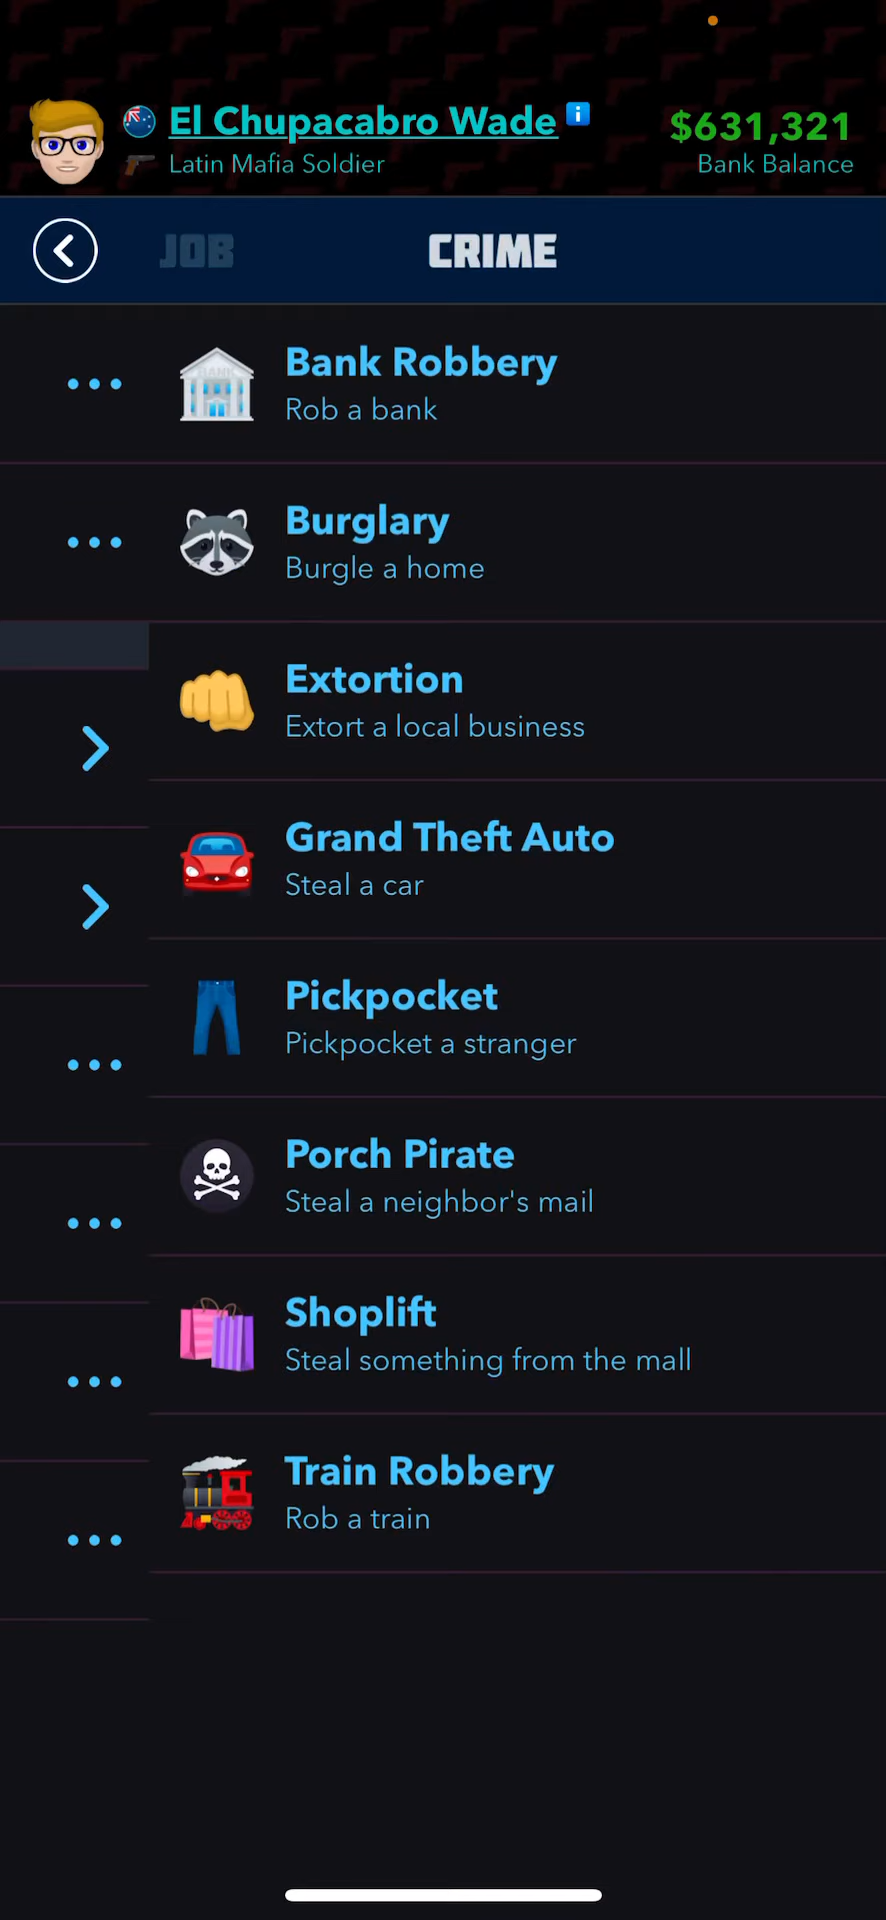 El Chupacabro Wade
$631,321
Latin Mafia Soldier
Bank Balance
JOB
CRIME
Bank Robbery
Rob a bank
Burglary
Burgle a home
Extortion
Extort a local business
Grand Theft Auto
Steal a car
Pickpocket
Pickpocket a stranger
Porch Pirate
Steal a neighbor's mail
Shoplift
Steal something from the mall
Train Robbery
Rob a train